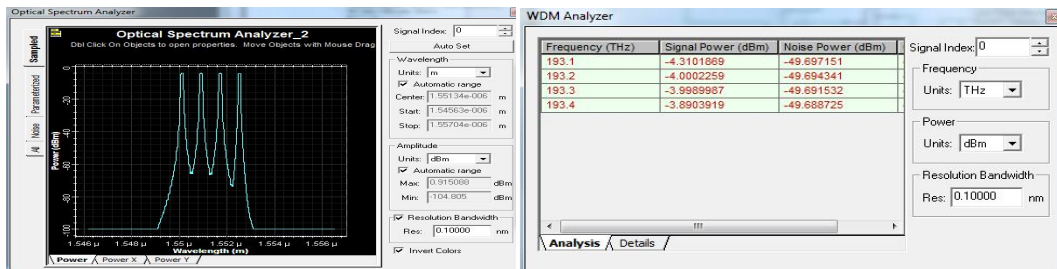 Optical Spectrum Analyzer
Optical Spectrum Analyzer_2
Dbl Click On Objects to open properties. Move Objects with Mouse Drag
Sampled
Parameterized
Noise
All
Power (dBm)
0
-20
-40
-60
-80
-100
1.546 µ 1.548 µ 1.55 µ 1.552 µ 1.554 µ 1.556 µ
Wavelength (m)
Power Power X Power Y
Signal Index: 0
Auto Set
Wavelength
Units: m
Automatic range
Center: 1.55134e-006 m
Start: 1.54563e-006 m
Stop: 1.55704e-006 m
Amplitude
Units: dBm
Automatic range
Max: 0.915088 dBm
Min: -104.805 dBm
Resolution Bandwidth
Res: 0.10000 nm
Invert Colors
WDM Analyzer
Frequency (THz) Signal Power (dBm) Noise Power (dBm)
193.1 -4.3101869 -49.697151
193.2 -4.0002259 -49.694341
193.3 -3.9989987 -49.691532
193.4 -3.8903919 -49.688725
Analysis Details
Signal Index: 0
Frequency
Units: THz
Power
Units: dBm
Resolution Bandwidth
Res: 0.10000 nm